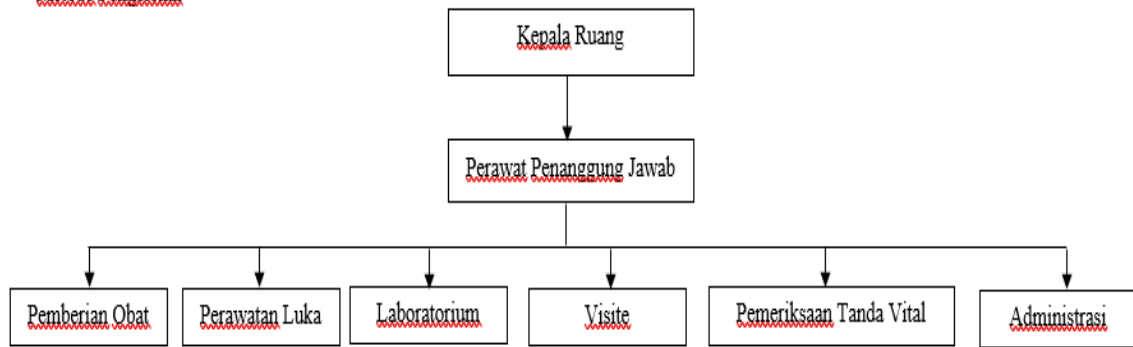 Kepala Ruang
Perawat Penanggung Jawab
Pemberian Obat
Perawatan Luka
Laboratorium
Visite
Pemeriksaan Tanda Vital
Administrasi